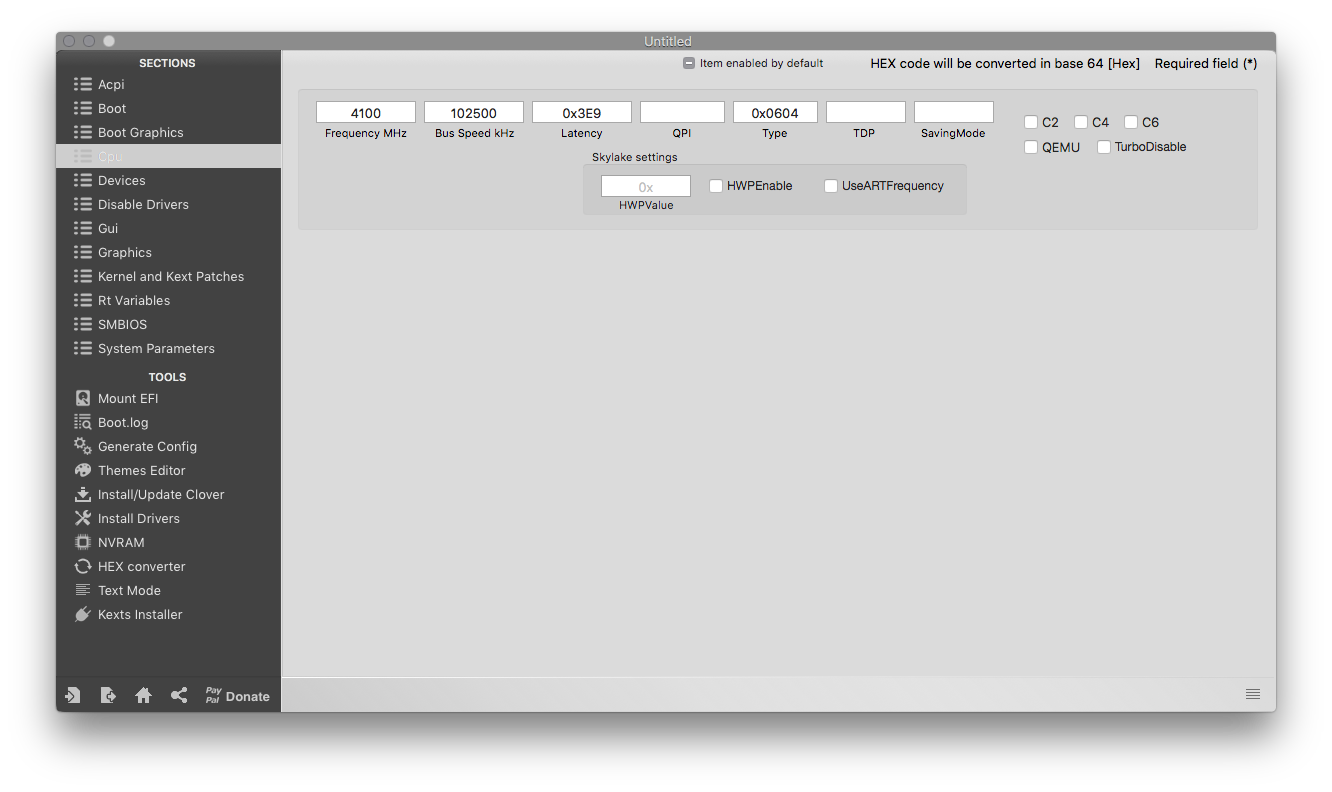 Untitled
SECTIONS
Acpi
Boot
Boot Graphics
Cpu
Devices
Disable Drivers
Gui
Graphics
Kernel and Kext Patches
Rt Variables
SMBIOS
System Parameters
TOOLS
Mount EFI
Boot.log
Generate Config
Themes Editor
Install/Update Clover
Install Drivers
NVRAM
HEX converter
Text Mode
Kexts Installer
Pay
Pal Donate
Item enabled by default HEX code will be converted in base 64 [Hex] Required field (*)
4100 102500 0x3E9 0x0604
Frequency MHz Bus Speed kHz Latency QPI Type TDP SavingMode
C2 C4 C6
QEMU TurboDisable
Skylake settings
0x HWPEnable UseARTFrequency
HWPValue